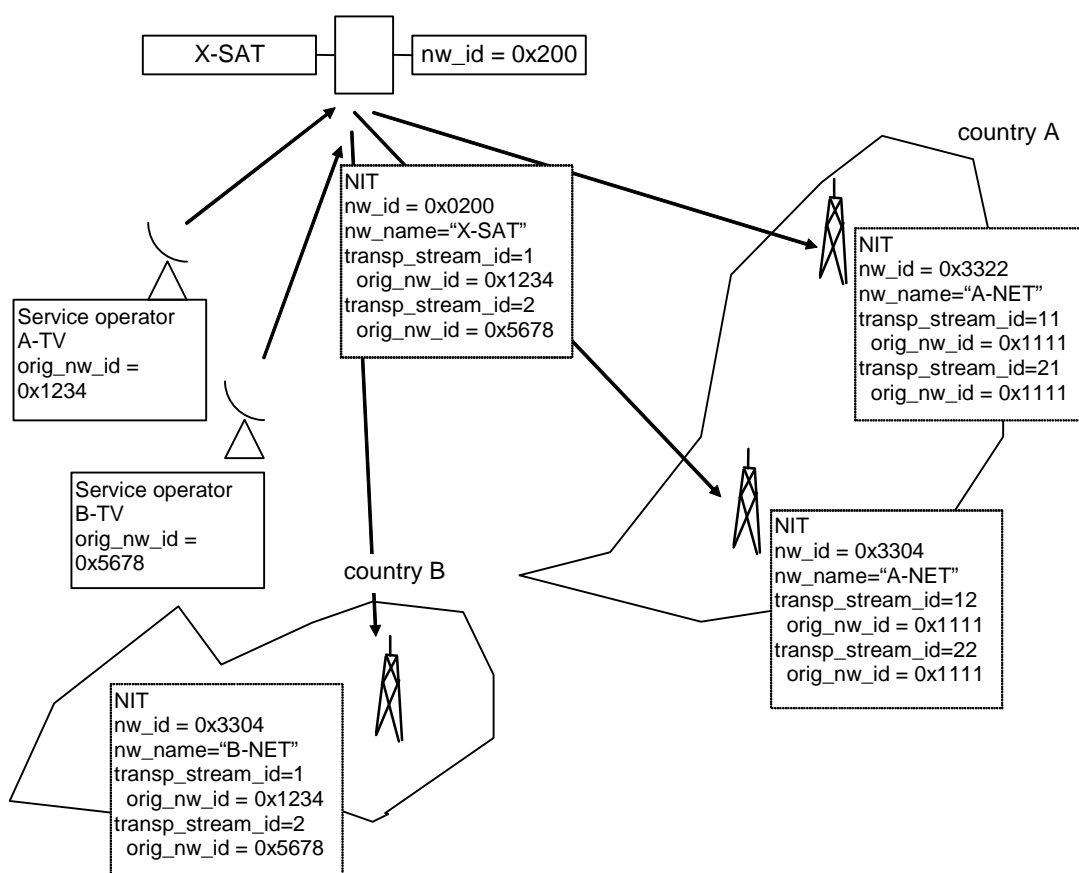 X-SAT
nw_id = 0x200
country A
NIT
nw_id = 0x0200
nw_name=“X-SAT”
transp_stream_id=1
orig_nw_id = 0x1234
transp_stream_id=2
orig_nw_id = 0x5678
NIT
nw_id = 0x3322
nw_name=“A-NET”
transp_stream_id=11
orig_nw_id = 0x1111
transp_stream_id=21
orig_nw_id = 0x1111
Service operator
A-TV
orig_nw_id =
0x1234
Service operator
B-TV
orig_nw_id =
0x5678
country B
NIT
nw_id = 0x3304
nw_name=“A-NET”
transp_stream_id=12
orig_nw_id = 0x1111
transp_stream_id=22
orig_nw_id = 0x1111
NIT
nw_id = 0x3304
nw_name=“B-NET”
transp_stream_id=1
orig_nw_id = 0x1234
transp_stream_id=2
orig_nw_id = 0x5678